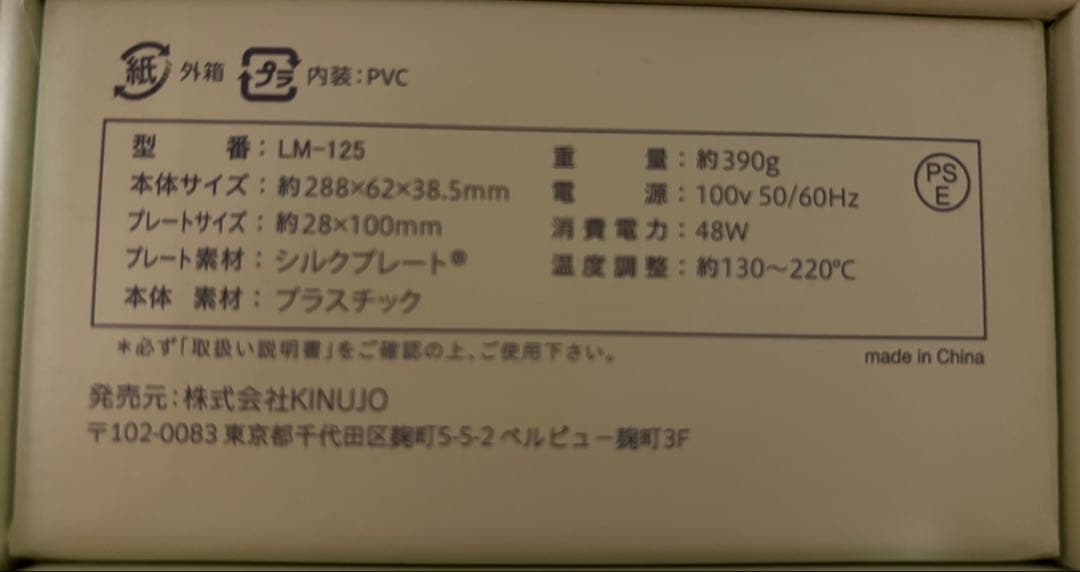 紙 外箱 プラ 内装:PVC
型番:LM-125
本体サイズ:約288×62×38.5mm
プレートサイズ:約28×100mm
プレート素材:シルクプレート®
本体 素材:プラスチック
重量:約390g
電源:100v 50/60Hz
消費電力:48W
温度調整:約130~220℃
PS
E
*必ず「取扱い説明書」をご確認の上、ご使用下さい。
made in China
発売元:株式会社KINUJO
〒102-0083 東京都千代田区麹町5-5-2 ベルビュー麹町3F